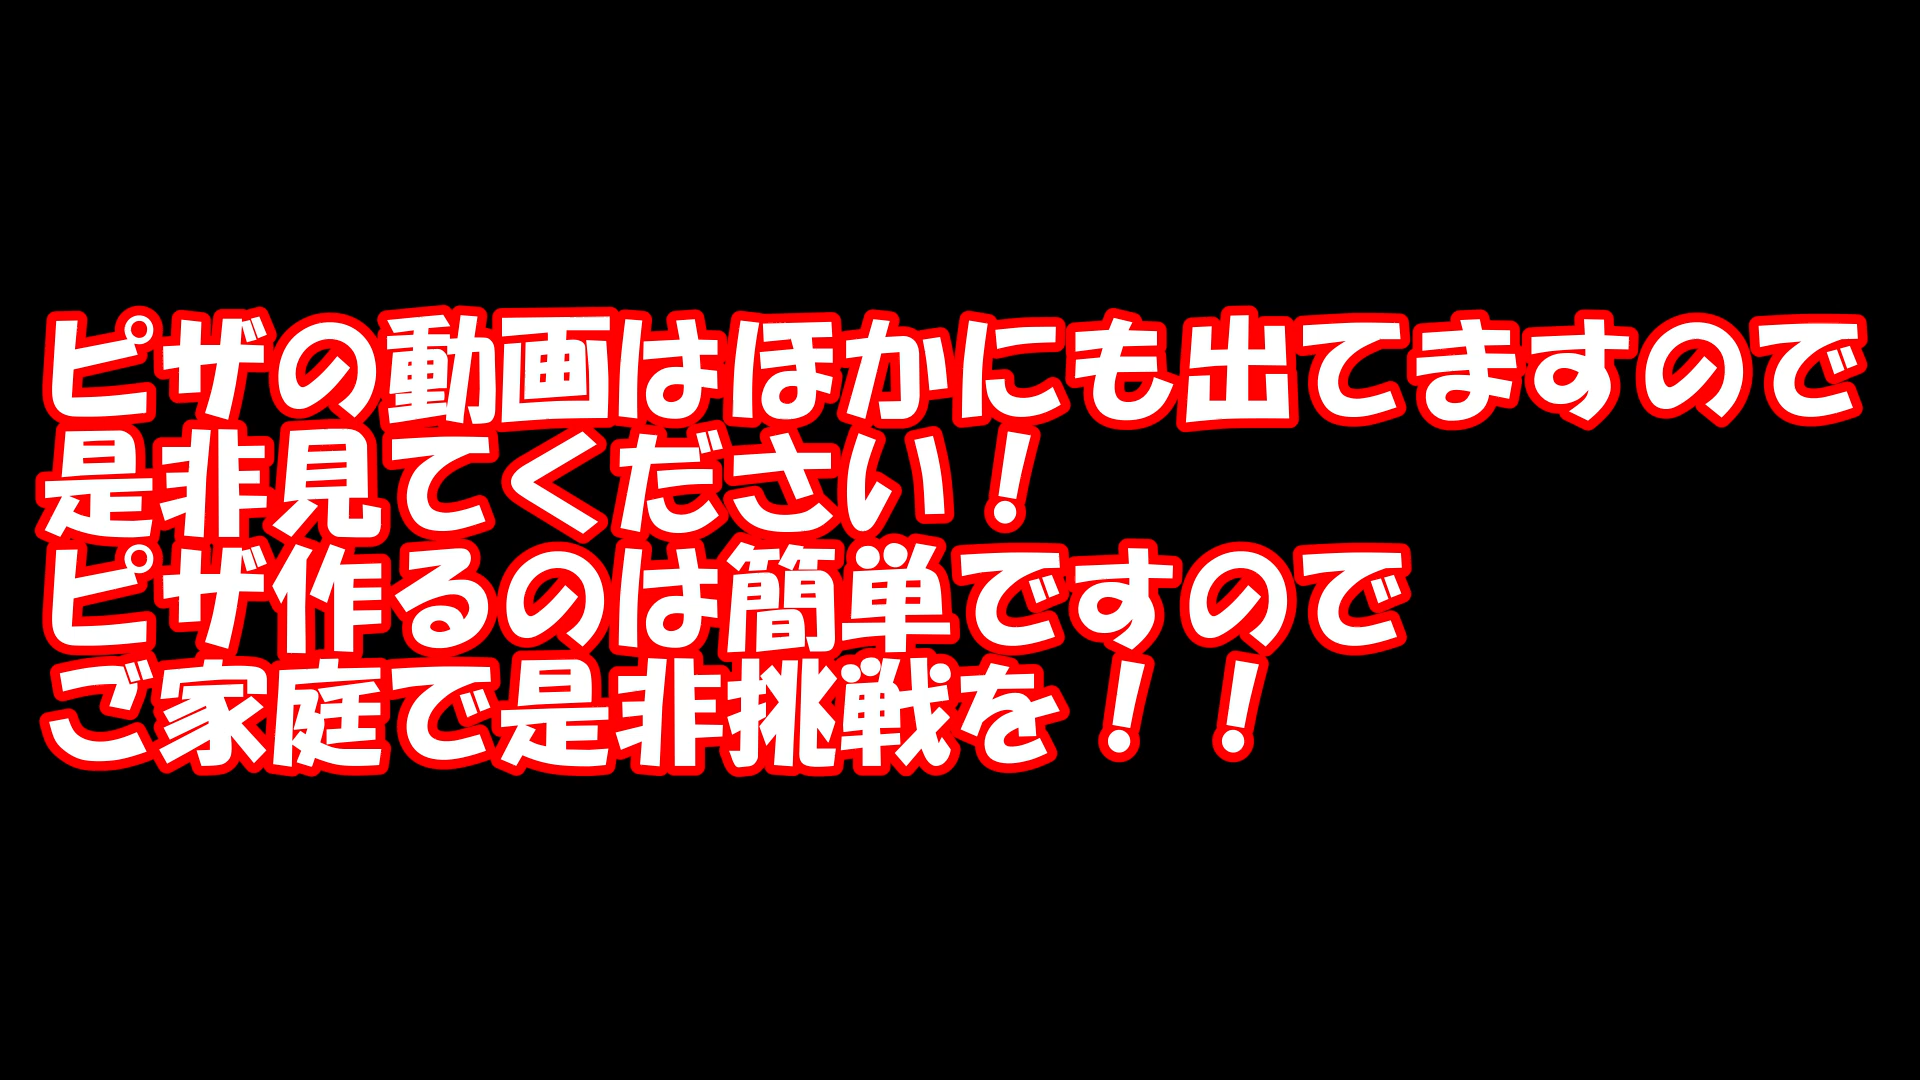 ピザの動画はほかにも出てますので
是非見てください！
ピザ作るのは簡単ですので
ご家庭で是非挑戦を！！